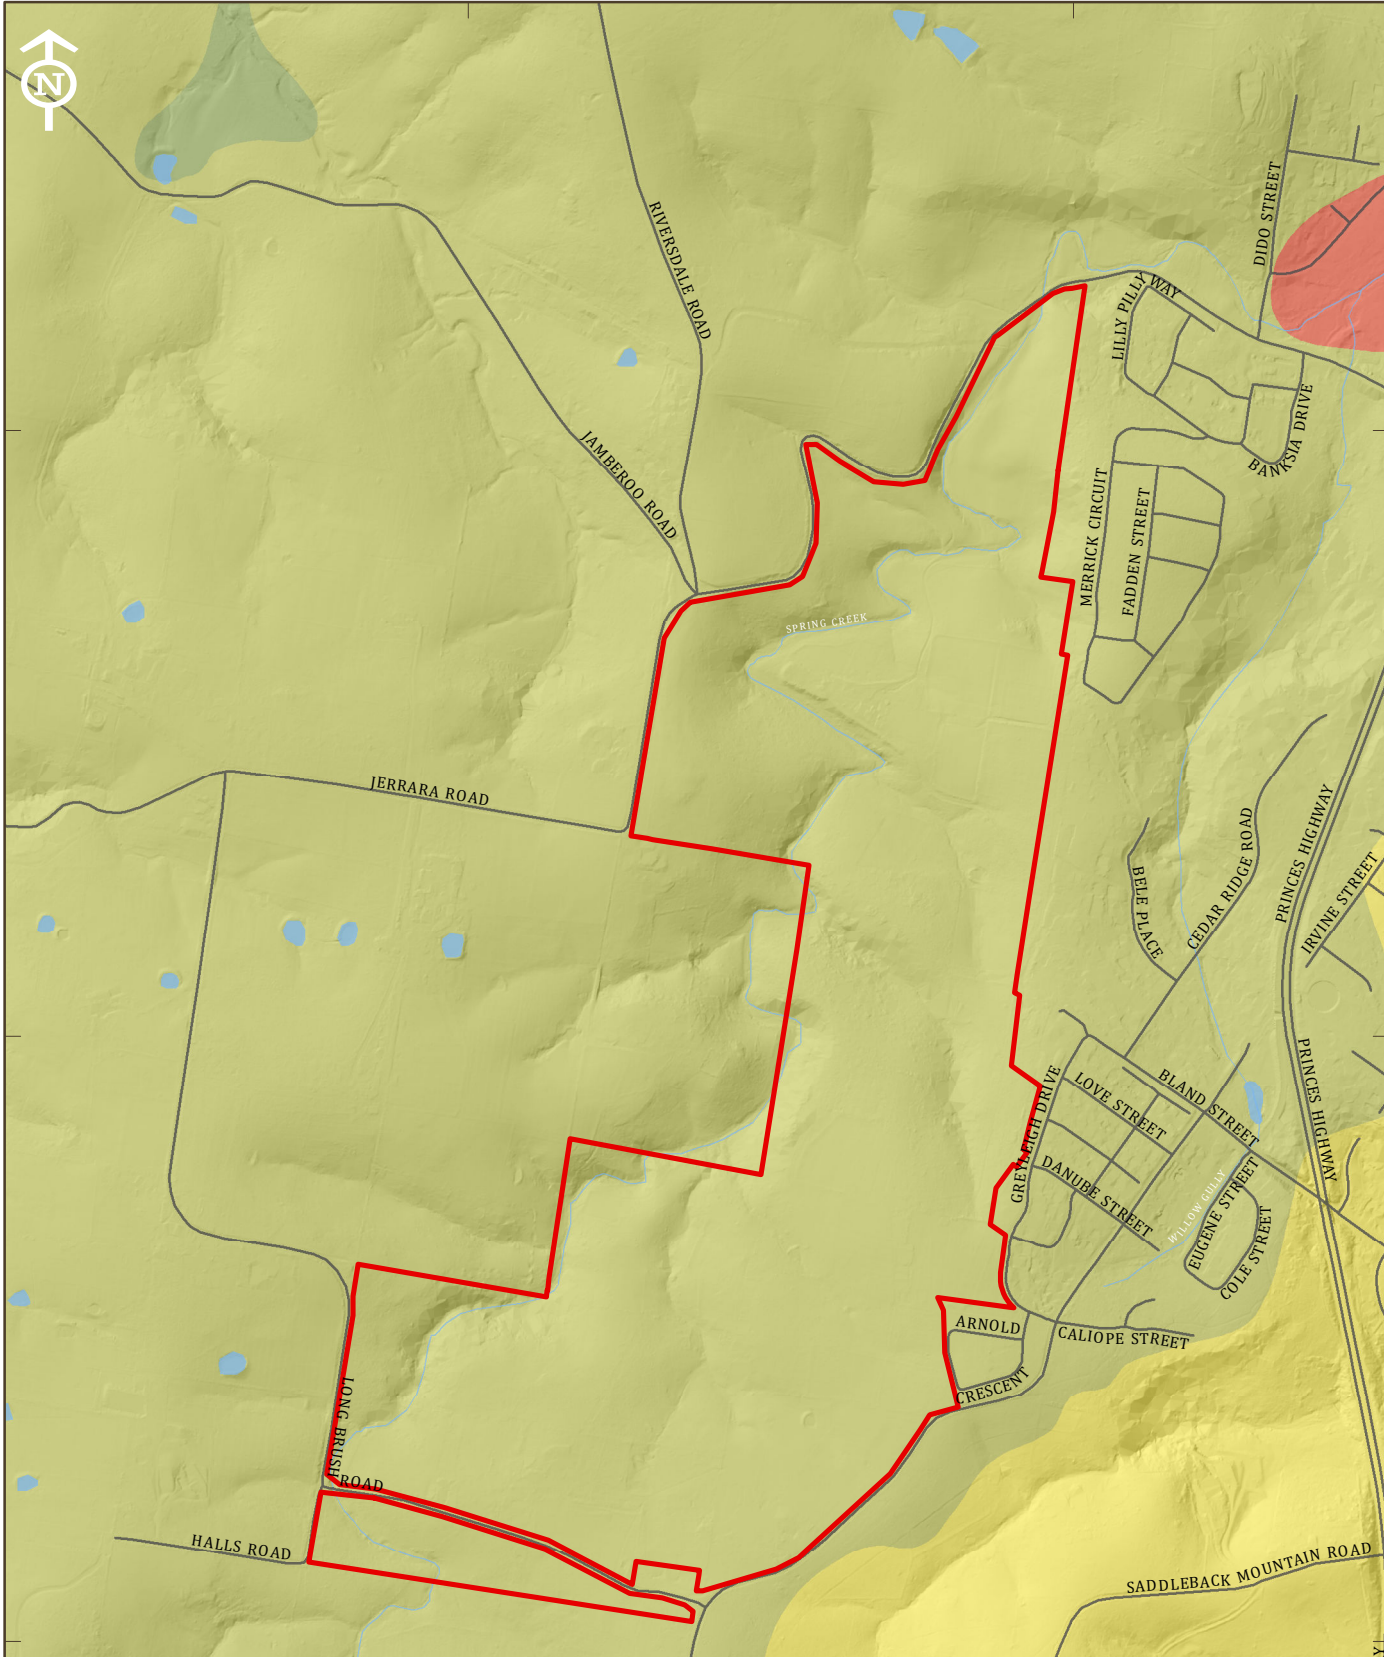 N
DIDO STREET
RIVERSDALE ROAD
LILLY PILLY WAY
BANKSIA DRIVE
JAMBEROO ROAD
MERRICK CIRCUIT
FADDEN STREET
SPRING CREEK
JERRARA ROAD
PRINCES HIGHWAY
CEDAR RIDGE ROAD
IRVINE STREET
BELE PLACE
PRINCES HIGHWAY
BLAND STREET
LOVE STREET
GREYLEIGH DRIVE
DANUBE STREET
WILLOW GULLY
EUGENE STREET
COLE STREET
ARNOLD
CRESCENT
CALIOPE STREET
LONG BRUSH
ROAD
HALLS ROAD
SADDLEBACK MOUNTAIN ROAD
Y